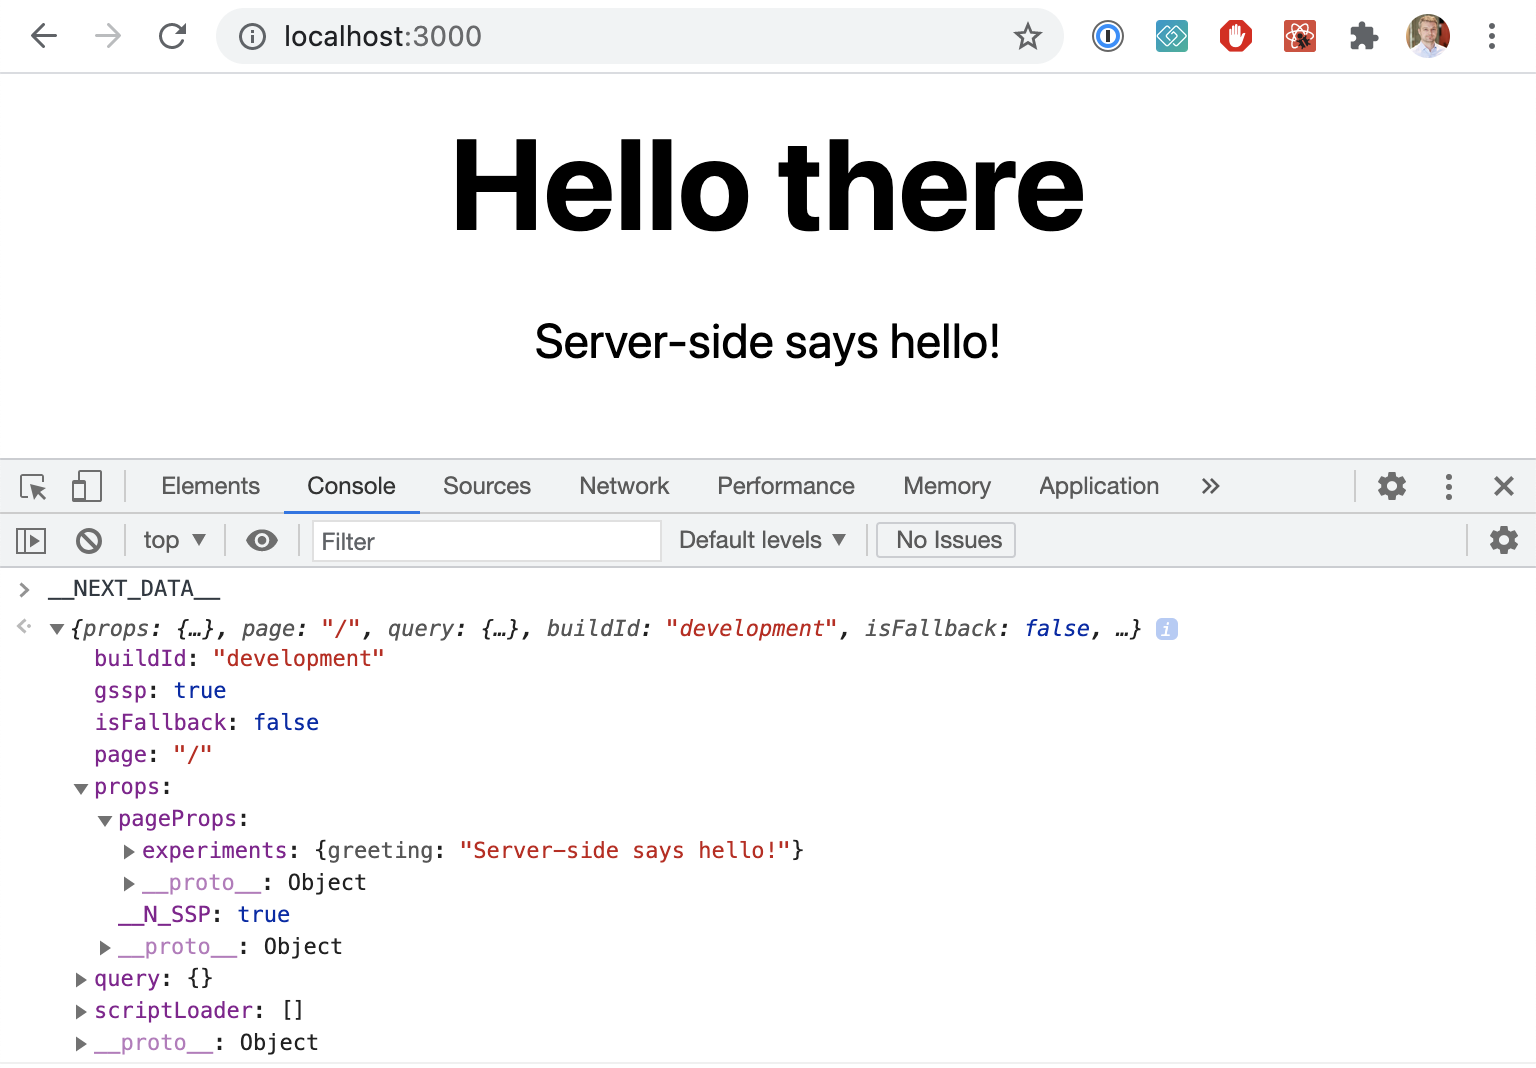 localhost:3000
Hello there
Server-side says hello!
Elements Console Sources Network Performance Memory Application »
top ▼ Filter Default levels ▼ No Issues
> __NEXT_DATA__
▼{props: {…}, page: "/", query: {…}, buildId: "development", isFallback: false, …} i
buildId: "development"
gssp: true
isFallback: false
page: "/"
▼props:
▼pageProps:
▶experiments: {greeting: "Server-side says hello!"}
▶__proto__: Object
__N_SSP: true
▶__proto__: Object
▶query: {}
▶scriptLoader: []
▶__proto__: Object